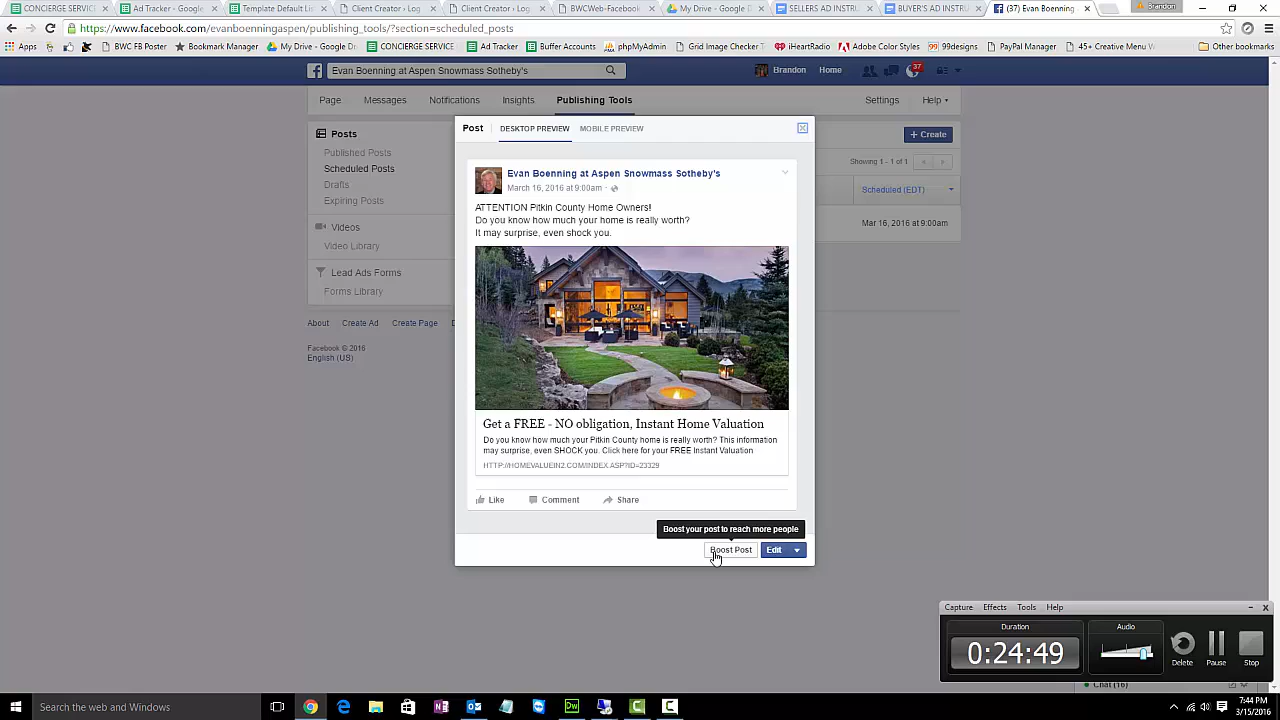 CONCIERGE SERVICE
Ad Tracker - Google
Template Default Lis
Client Creator ‹ Log
Client Creator ‹ Log
BWCWeb-Facebook
My Drive - Google D
SELLERS AD INSTRU
BUYER'S AD INSTRU
(37) Evan Boenning
Brandon
https://www.facebook.com/evanboenningaspen/publishing_tools/?section=scheduled_posts
Apps
BWC FB Poster
Bookmark Manager
My Drive - Google Dr
CONCIERGE SERVICE
Ad Tracker
Buffer Accounts
phpMyAdmin
Grid Image Checker T
iHeartRadio
Adobe Color Styles
99designs
PayPal Manager
45+ Creative Menu W
Other bookmarks
Evan Boenning at Aspen Snowmass Sotheby's
Brandon
Home
37
Page
Messages
Notifications
Insights
Publishing Tools
Settings
Help
Posts
Published Posts
Scheduled Posts
Drafts
Expiring Posts
Videos
Video Library
Lead Ads Forms
Forms Library
About
Create Ad
Create Page
Facebook © 2016
English (US)
+ Create
Showing 1 - 1 of 1
Scheduled (EDT)
Mar 16, 2016 at 9:00am
Post
DESKTOP PREVIEW
MOBILE PREVIEW
Evan Boenning at Aspen Snowmass Sotheby's
March 16, 2016 at 9:00am ·
ATTENTION Pitkin County Home Owners!
Do you know how much your home is really worth?
It may surprise, even shock you.
Get a FREE - NO obligation, Instant Home Valuation
Do you know how much your Pitkin County home is really worth? This information
may surprise, even SHOCK you. Click here for your FREE Instant Valuation
HTTP://HOMEVALUEIN2.COM/INDEX.ASP?ID=23329
Like
Comment
Share
Boost your post to reach more people
Boost Post
Edit
Capture
Effects
Tools
Help
Duration
0:24:49
Audio
Delete
Pause
Stop
Chat (16)
Search the web and Windows
7:44 PM
3/15/2016